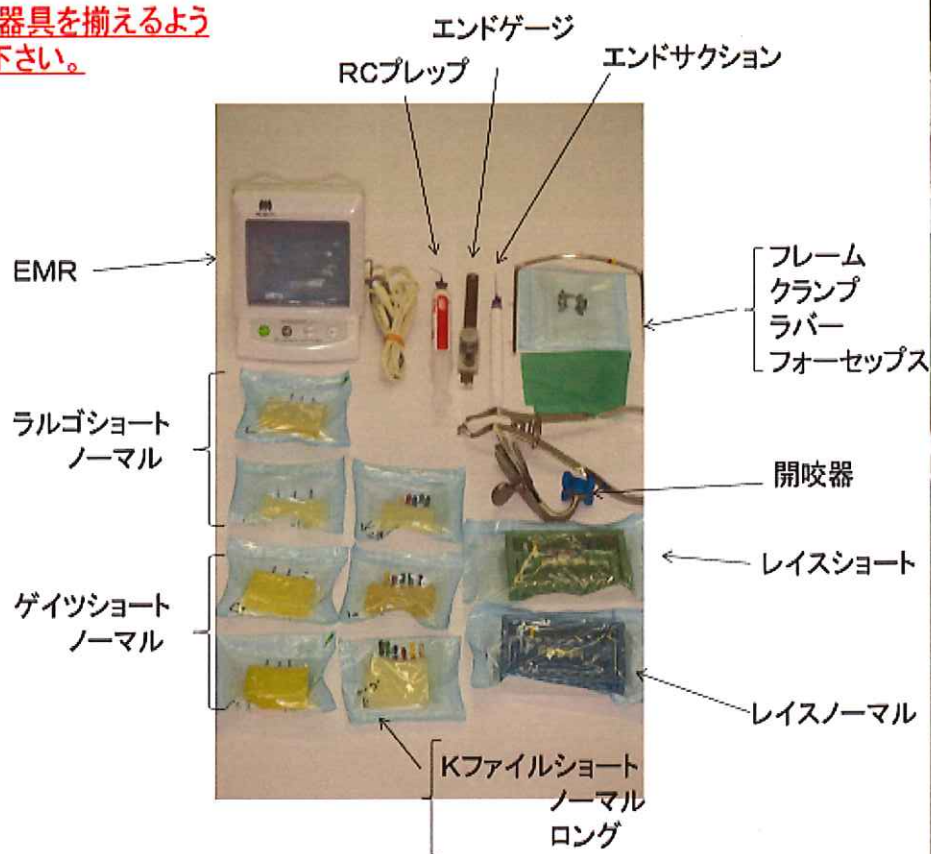 器具を揃えるよう
下さい。
エンドゲージ
RCプレップ
エンドサクション
EMR
フレーム
クランプ
ラバー
フォーセップス
ラルゴショート
ノーマル
開咬器
レイスショート
ゲイツショート
ノーマル
レイスノーマル
Kファイルショート
ノーマル
ロング